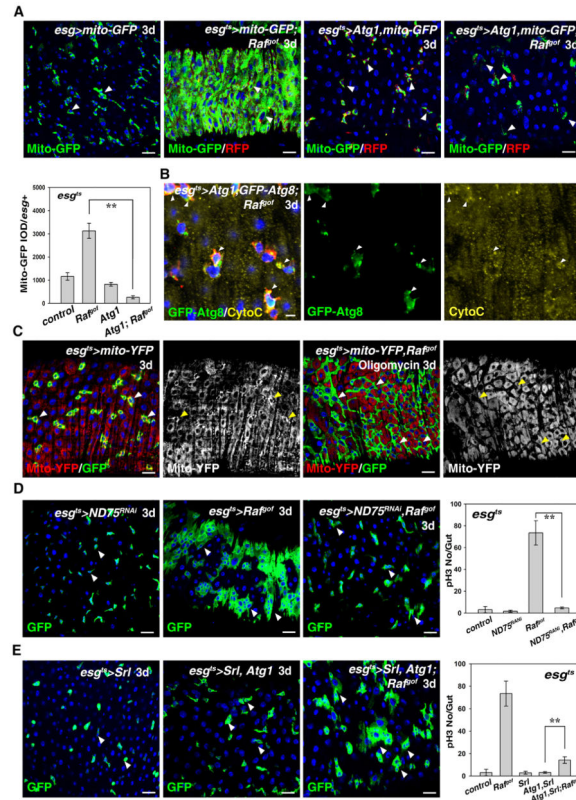 A
esg>mito-GFP 3d
Mito-GFP
esgts>mito-GFP;
Rafgof 3d
Mito-GFP/RFP
esgts>Atg1,mito-GFP
3d
Mito-GFP/RFP
esgts>Atg1,mito-GFP
Rafgof 3d
Mito-GFP/RFP
Mito-GFP IOD/esg+
6000
5000
4000
3000
2000
1000
0
esgts
**
control
Rafgof
Atg1
Atg1; Rafgof
B
esgts>Atg1,GFP-Atg8;
Rafgof 3d
GFP-Atg8/CytoC
GFP-Atg8
CytoC
C
esgts>mito-YFP
3d
Mito-YFP/GFP
Mito-YFP
esgts>mito-YFP,Rafgof
Oligomycin 3d
Mito-YFP/GFP
Mito-YFP
D
esgts>ND75RNAi 3d
GFP
esgts>Rafgof 3d
GFP
esgts>ND75RNAi,Rafgof
3d
GFP
pH3 No/Gut
100
80
60
40
20
0
esgts
**
control
ND75RNAi
Rafgof
ND75RNAi,Raf
E
esgts>Srl 3d
GFP
esgts>Srl, Atg1 3d
GFP
esgts>Srl, Atg1;
Rafgof 3d
GFP
pH3 No/Gut
100
80
60
40
20
0
esgts
**
control
Rafgof
Srl
Atg1,Srl
Atg1,Srl;Raf